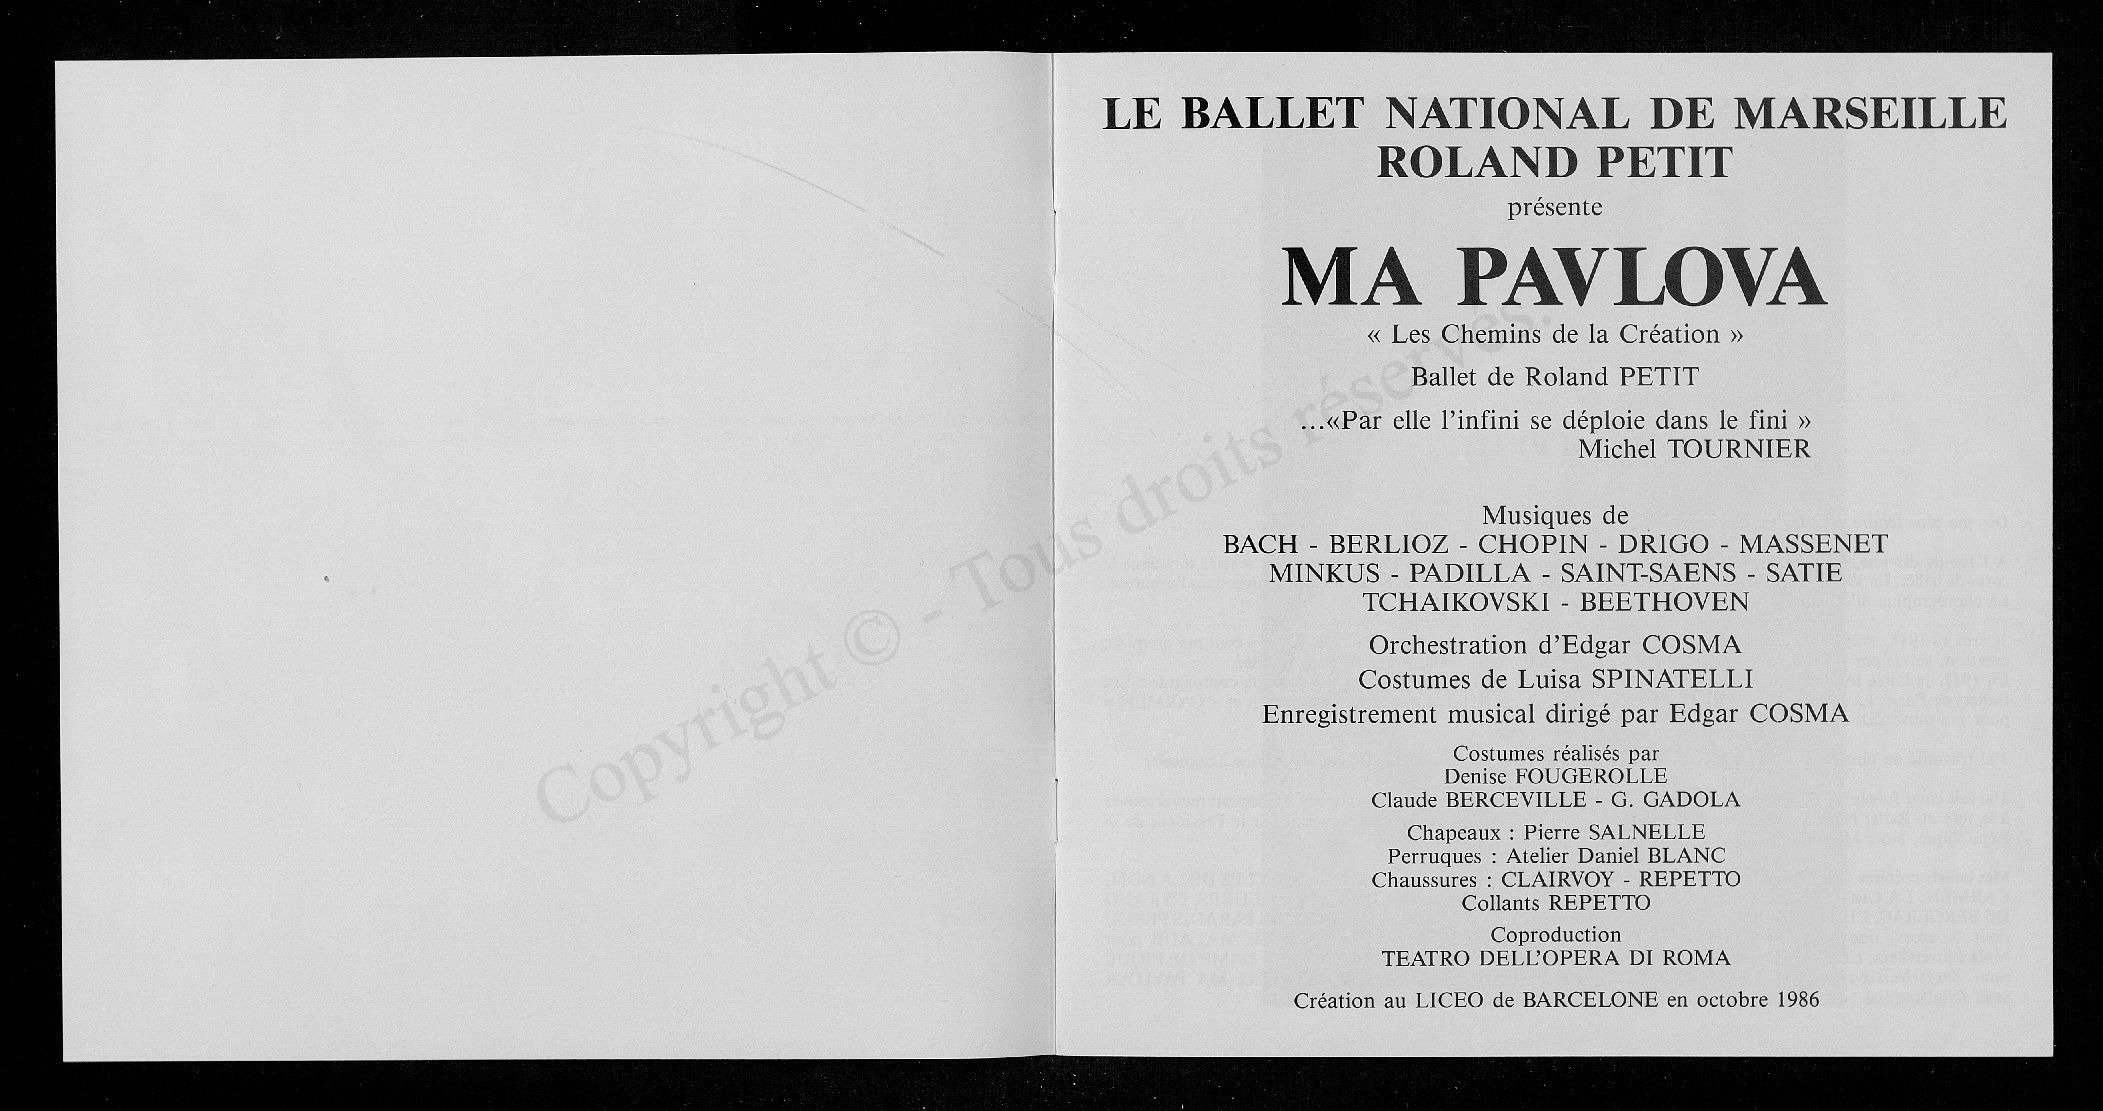 LE BALLET NATIONAL DE MARSEILLE
ROLAND PETIT
présente
MA PAVLOVA
« Les Chemins de la Création »
Ballet de Roland PETIT
...«Par elle l'infini se déploie dans le fini »
Michel TOURNIER
Musiques de
BACH - BERLIOZ - CHOPIN - DRIGO - MASSENET
MINKUS - PADILLA - SAINT-SAENS - SATIE
TCHAIKOVSKI - BEETHOVEN
Orchestration d'Edgar COSMA
Costumes de Luisa SPINATELLI
Enregistrement musical dirigé par Edgar COSMA
Costumes réalisés par
Denise FOUGEROLLE
Claude BERCEVILLE - G. GADOLA
Chapeaux : Pierre SALNELLE
Perruques : Atelier Daniel BLANC
Chaussures : CLAIRVOY - REPETTO
Collants REPETTO
Coproduction
TEATRO DELL'OPERA DI ROMA
Création au LICEO de BARCELONE en octobre 1986
Copyright © - Tous droits réservés.